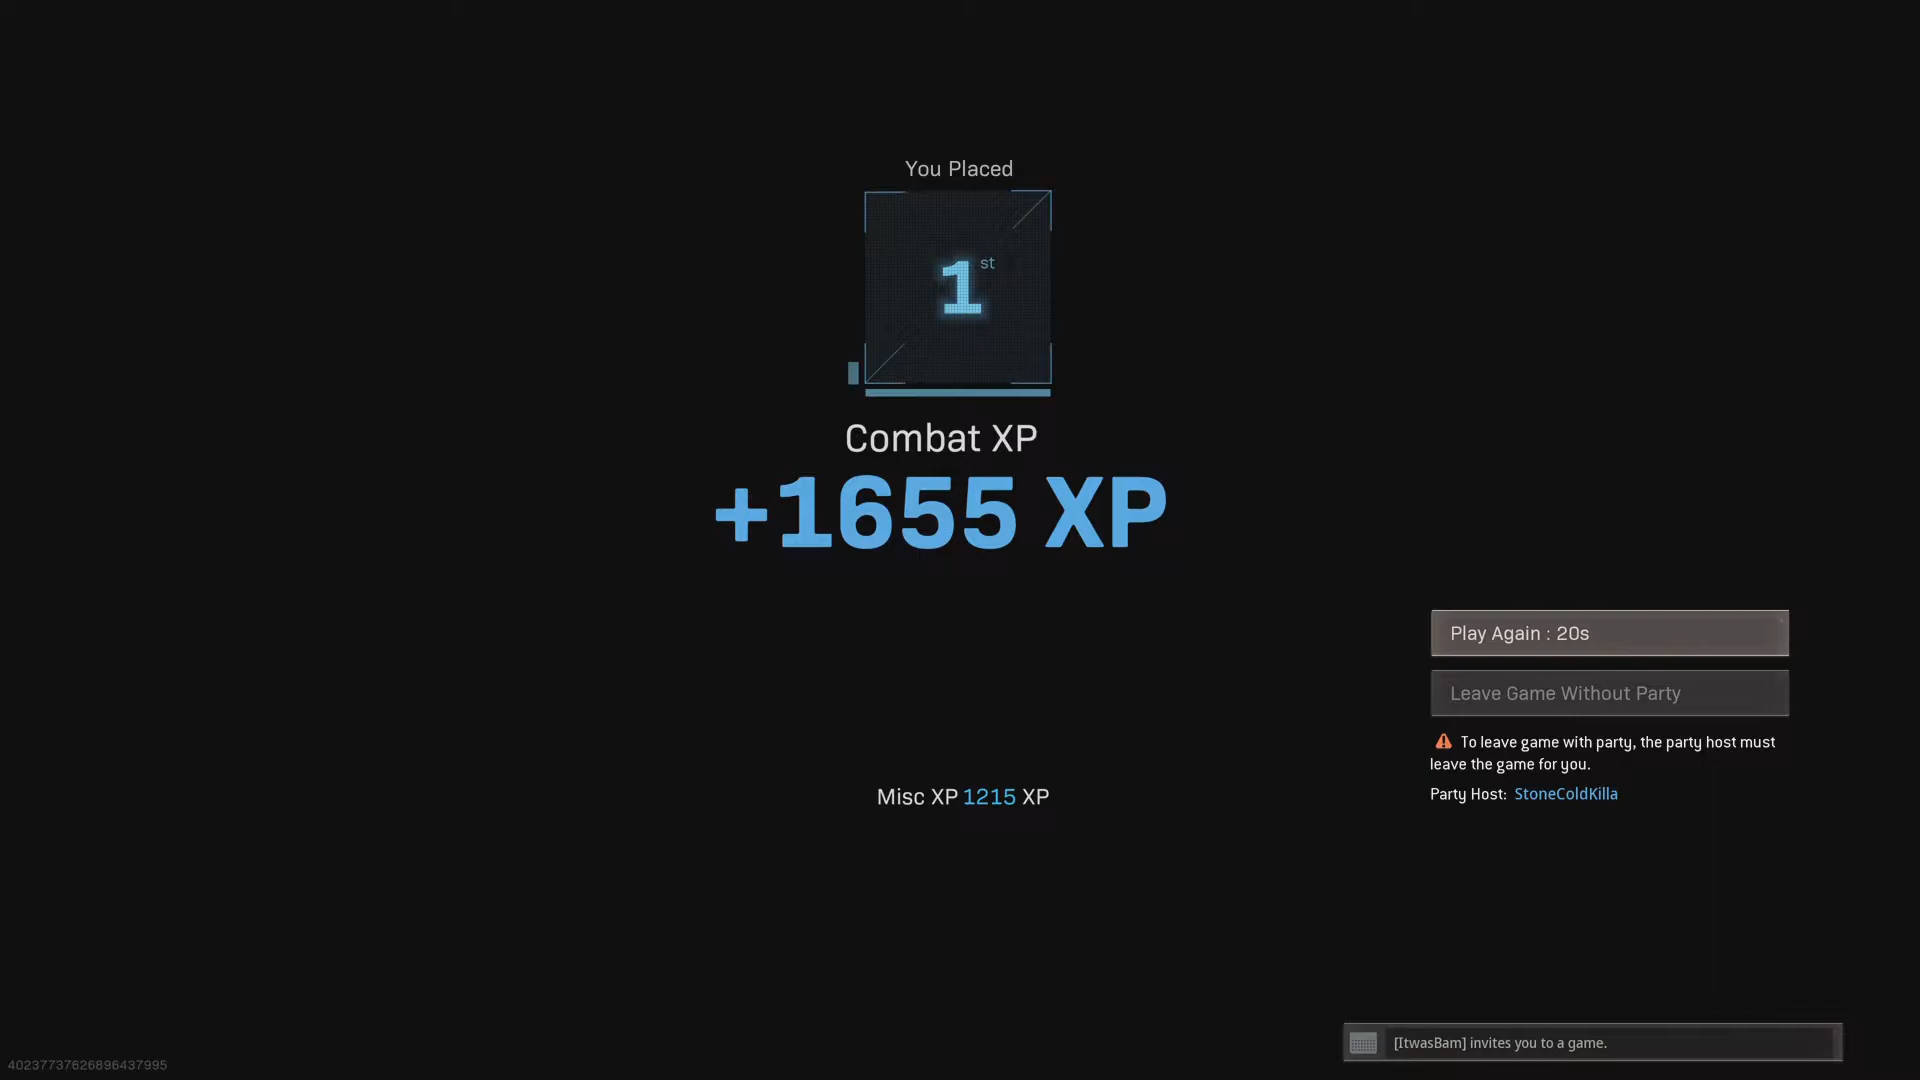 You Placed
1st
Combat XP
+1655 XP
Play Again : 20s
Leave Game Without Party
To leave game with party, the party host must
leave the game for you.
Party Host: StoneColdKilla
Misc XP 1215 XP
[ItwasBam] invites you to a game.
40237737626896437995